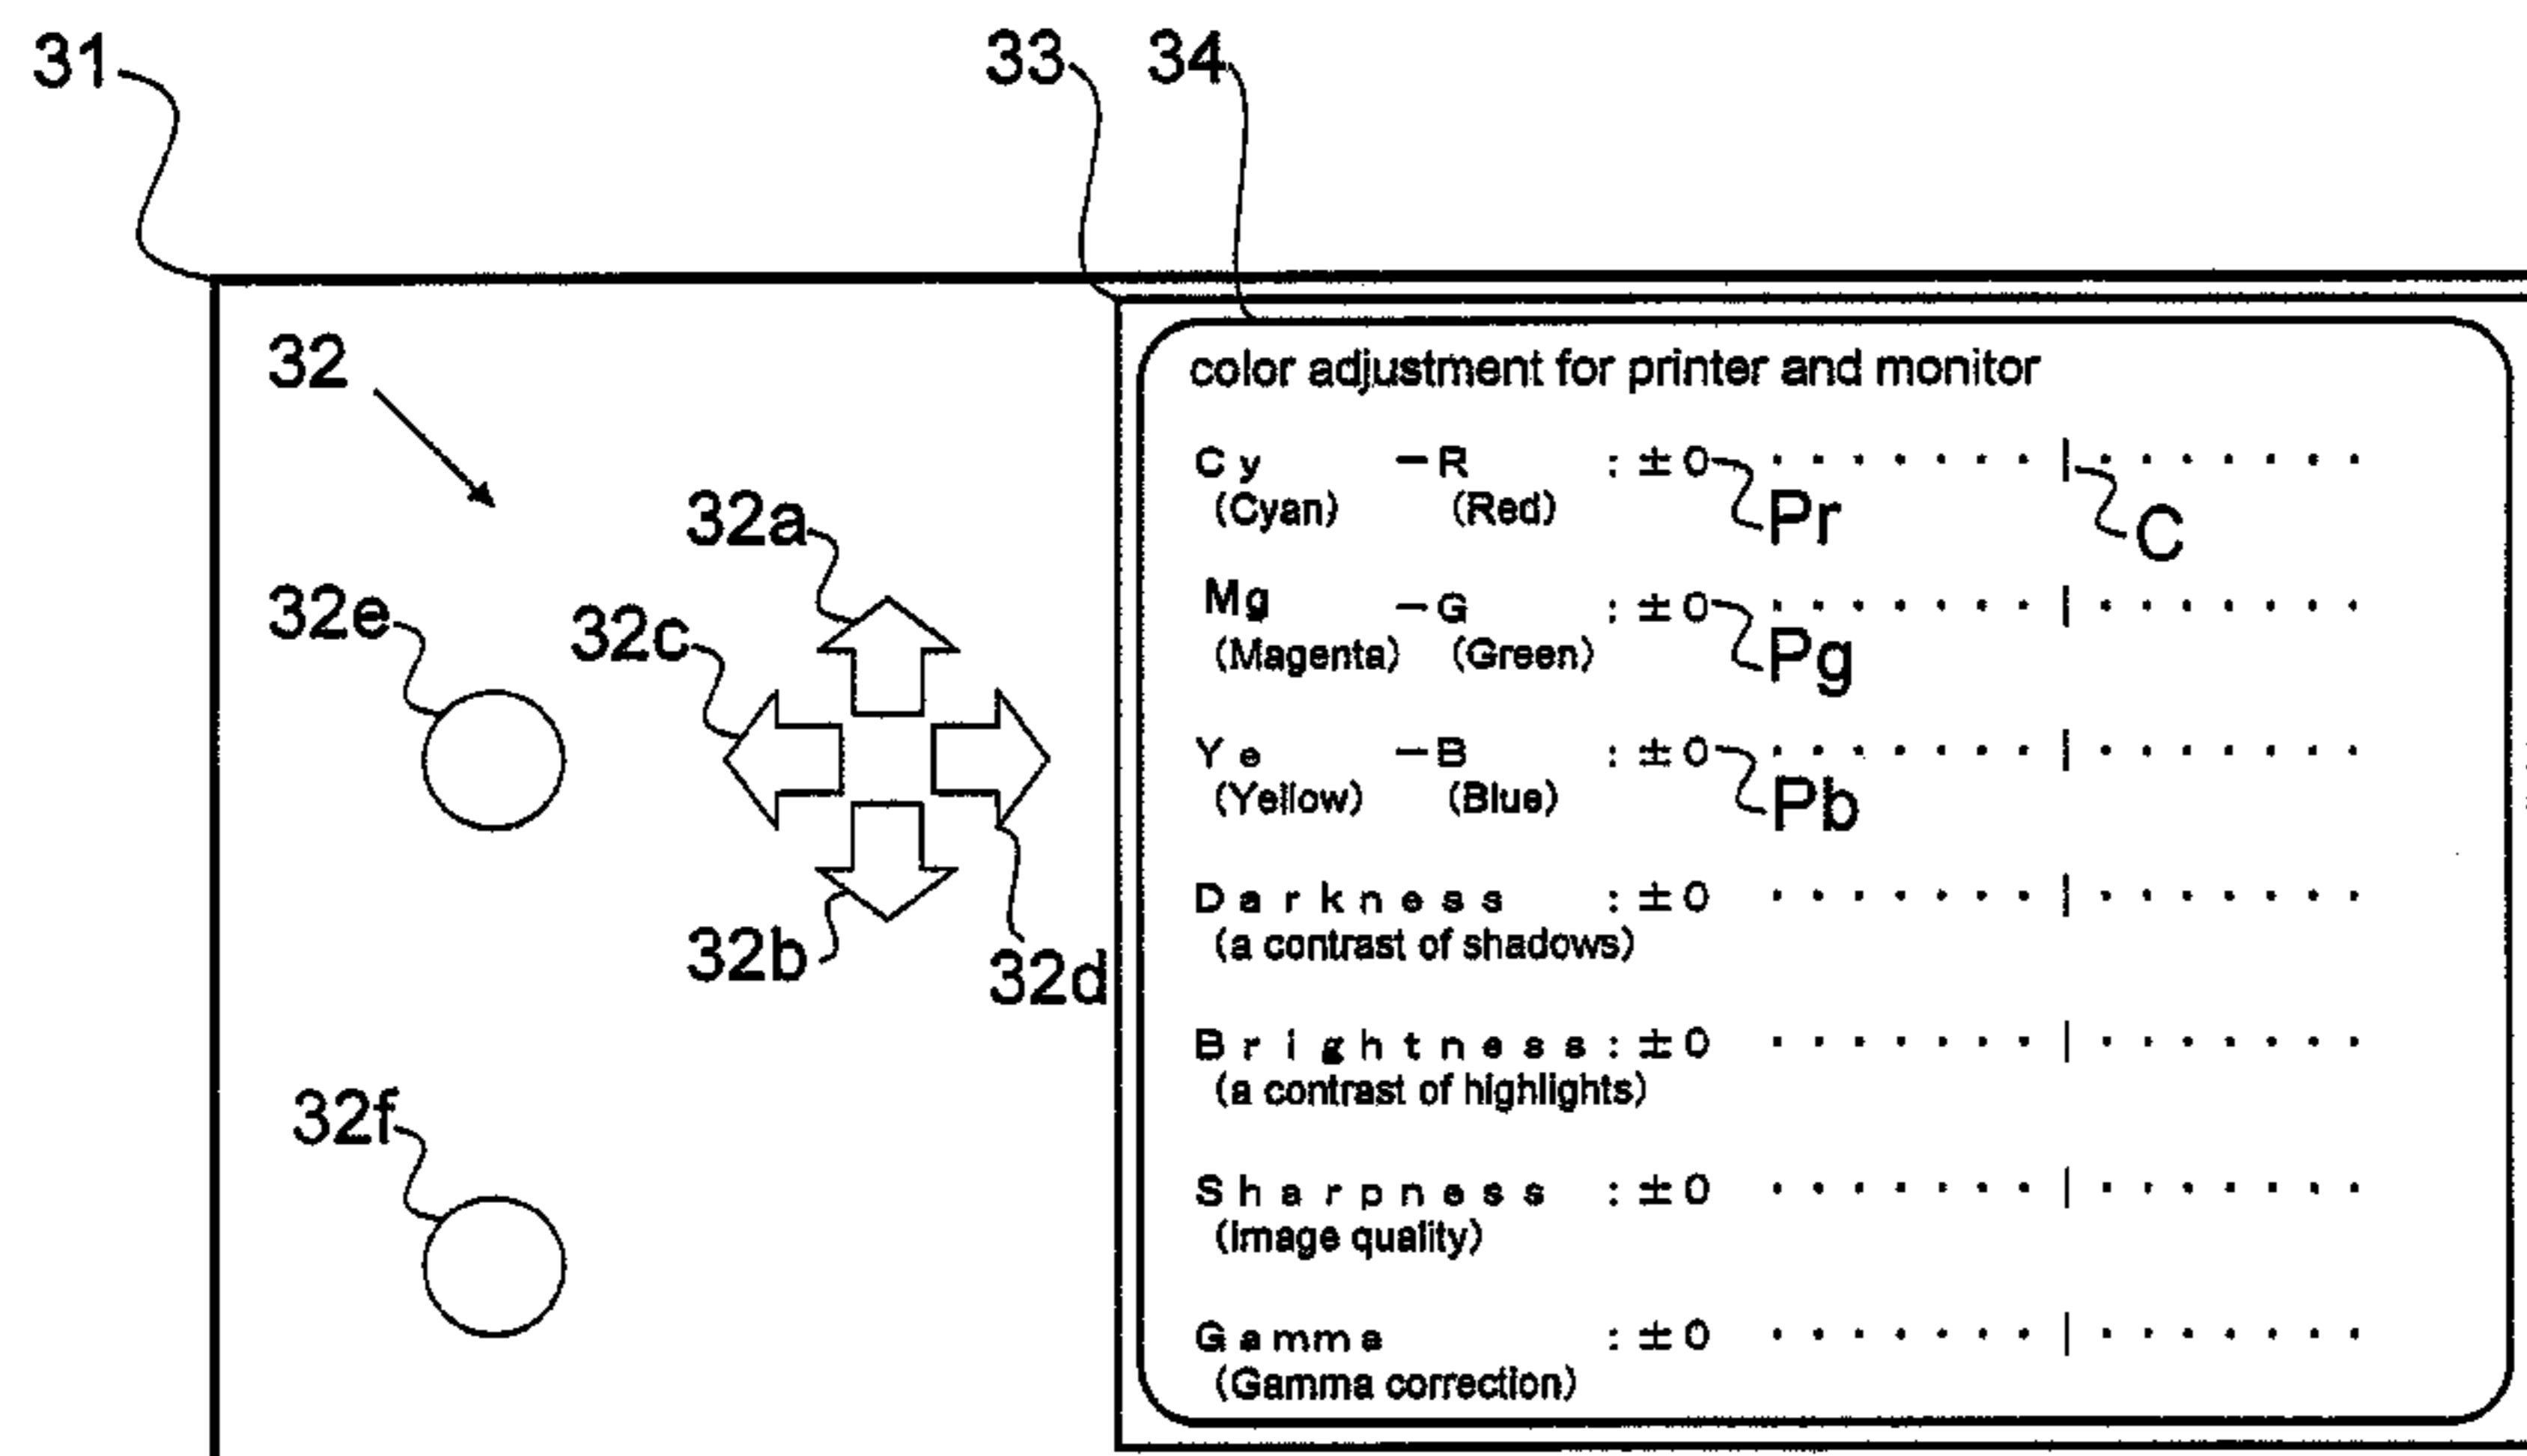 31
33 34
32
32a
32e
32c
32b
32d
32f
color adjustment for printer and monitor
Cy －R :±0 ·······|·······
(Cyan) (Red) Pr C
Mg －G :±0 ·······|·······
(Magenta) (Green) Pg
Ye －B :±0 ·······|·······
(Yellow) (Blue) Pb
Darkness :±0 ·······|·······
(a contrast of shadows)
Brightness:±0 ·······|·······
(a contrast of highlights)
Sharpness :±0 ·······|·······
(Image quality)
Gamma :±0 ·······|·······
(Gamma correction)